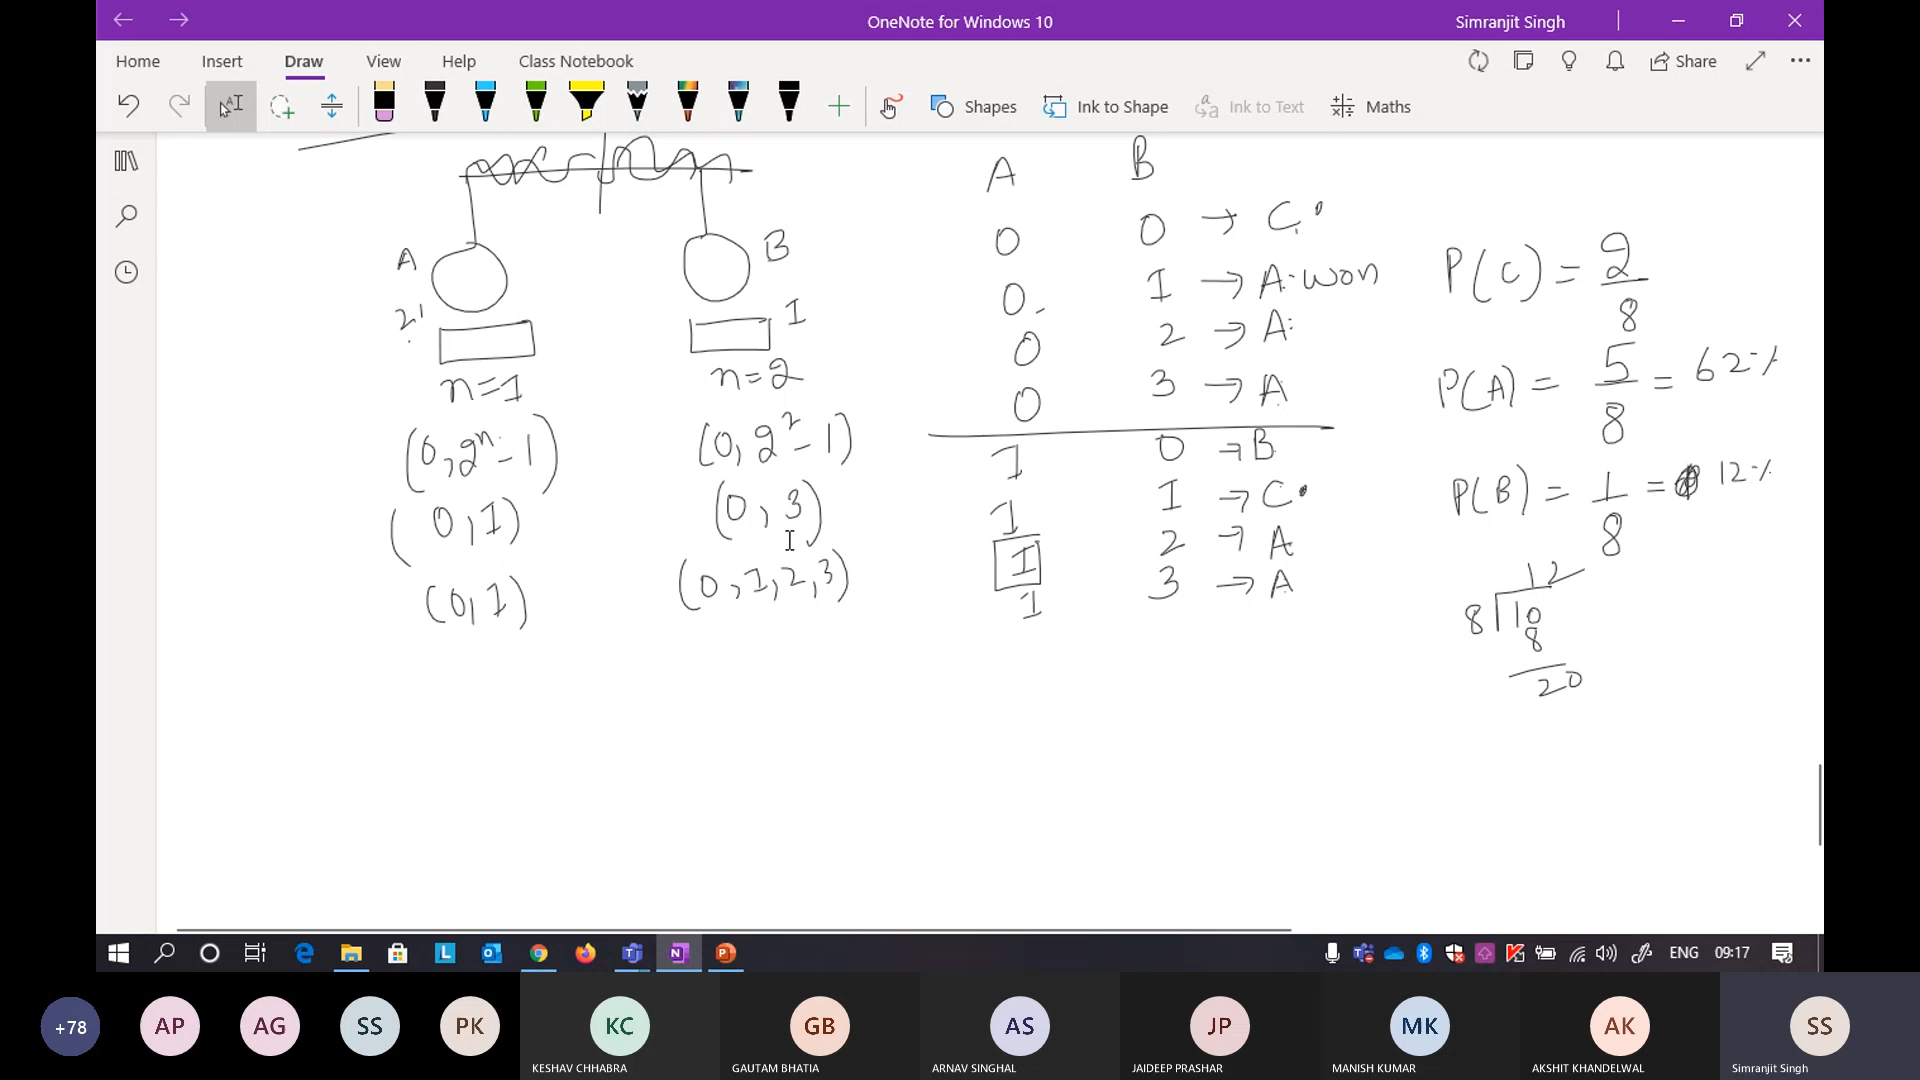 OneNote for Windows 10
Simranjit Singh
Home Insert Draw View Help Class Notebook
Share
Shapes Ink to Shape Ink to Text Maths
A B
0 0 → C
0 1 → A won
0 2 → A
0 3 → A
1 0 → B
1 1 → C
1 2 → A
1 3 → A
A B
2 1
n=1 n=2
(0, 2ⁿ-1) (0, 2²-1)
(0, 1) (0, 3)
(0, 1) (0, 1, 2, 3)
P(C) = 2/8
P(A) = 5/8 = 62%
P(B) = 1/8 = 12%
12
8 10
8
20
ENG 09:17
+78 AP AG SS PK KC GB AS JP MK AK SS
KESHAV CHHABRA
GAUTAM BHATIA
ARNAV SINGHAL
JAIDEEP PRASHAR
MANISH KUMAR
AKSHIT KHANDELWAL
Simranjit Singh